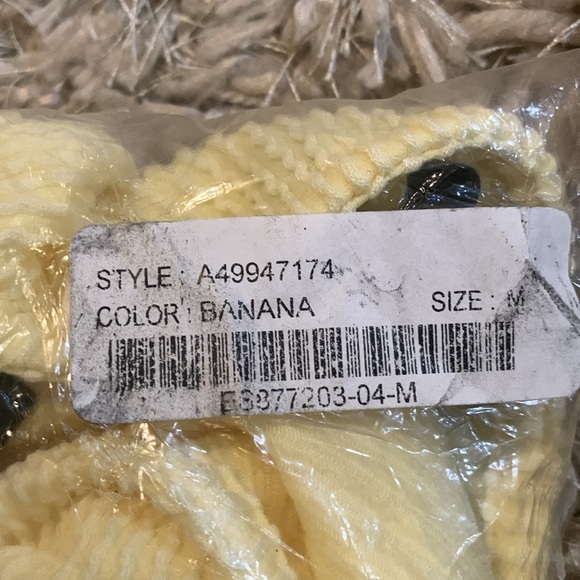 STYLE : A49947174
COLOR : BANANA SIZE : M
ES877203-04-M